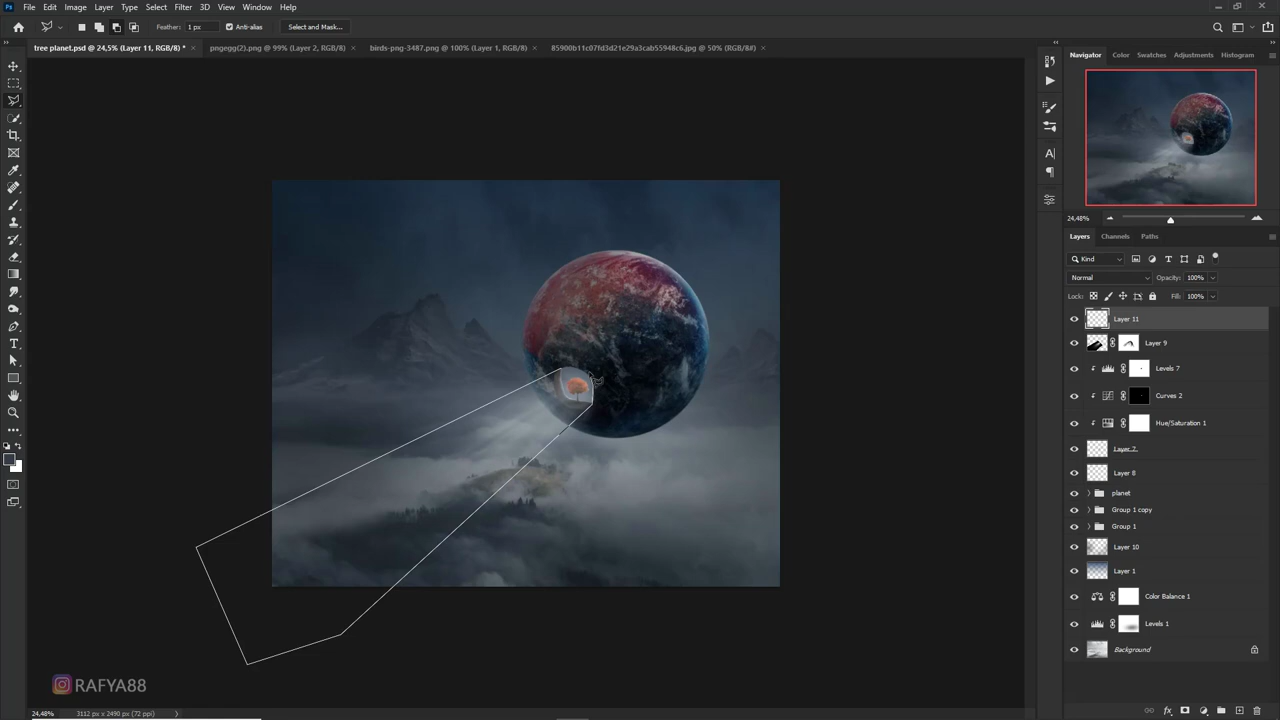 Ps File Edit Image Layer Type Select Filter 3D View Window Help
Feather: 1 px Anti-alias Select and Mask...
tree planet.psd @ 24,5% (Layer 11, RGB/8) * × pngegg(2).png @ 99% (Layer 2, RGB/8) × birds-png-3487.png @ 100% (Layer 1, RGB/8) × 85900b11c07fd3d21e29a3cab55948c6.jpg @ 50% (RGB/8#) ×
Navigator Color Swatches Adjustments Histogram
24,48%
Layers Channels Paths
Kind
Normal Opacity: 100%
Lock: Fill: 100%
Layer 11
Layer 9
Levels 7
Curves 2
Hue/Saturation 1
Layer 7
Layer 8
planet
Group 1 copy
Group 1
Layer 10
Layer 1
Color Balance 1
Levels 1
Background
RAFYA88
24,48% 3112 px x 2490 px (72 ppi)